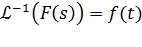 ℒ⁻¹(F(s)) = f(t)